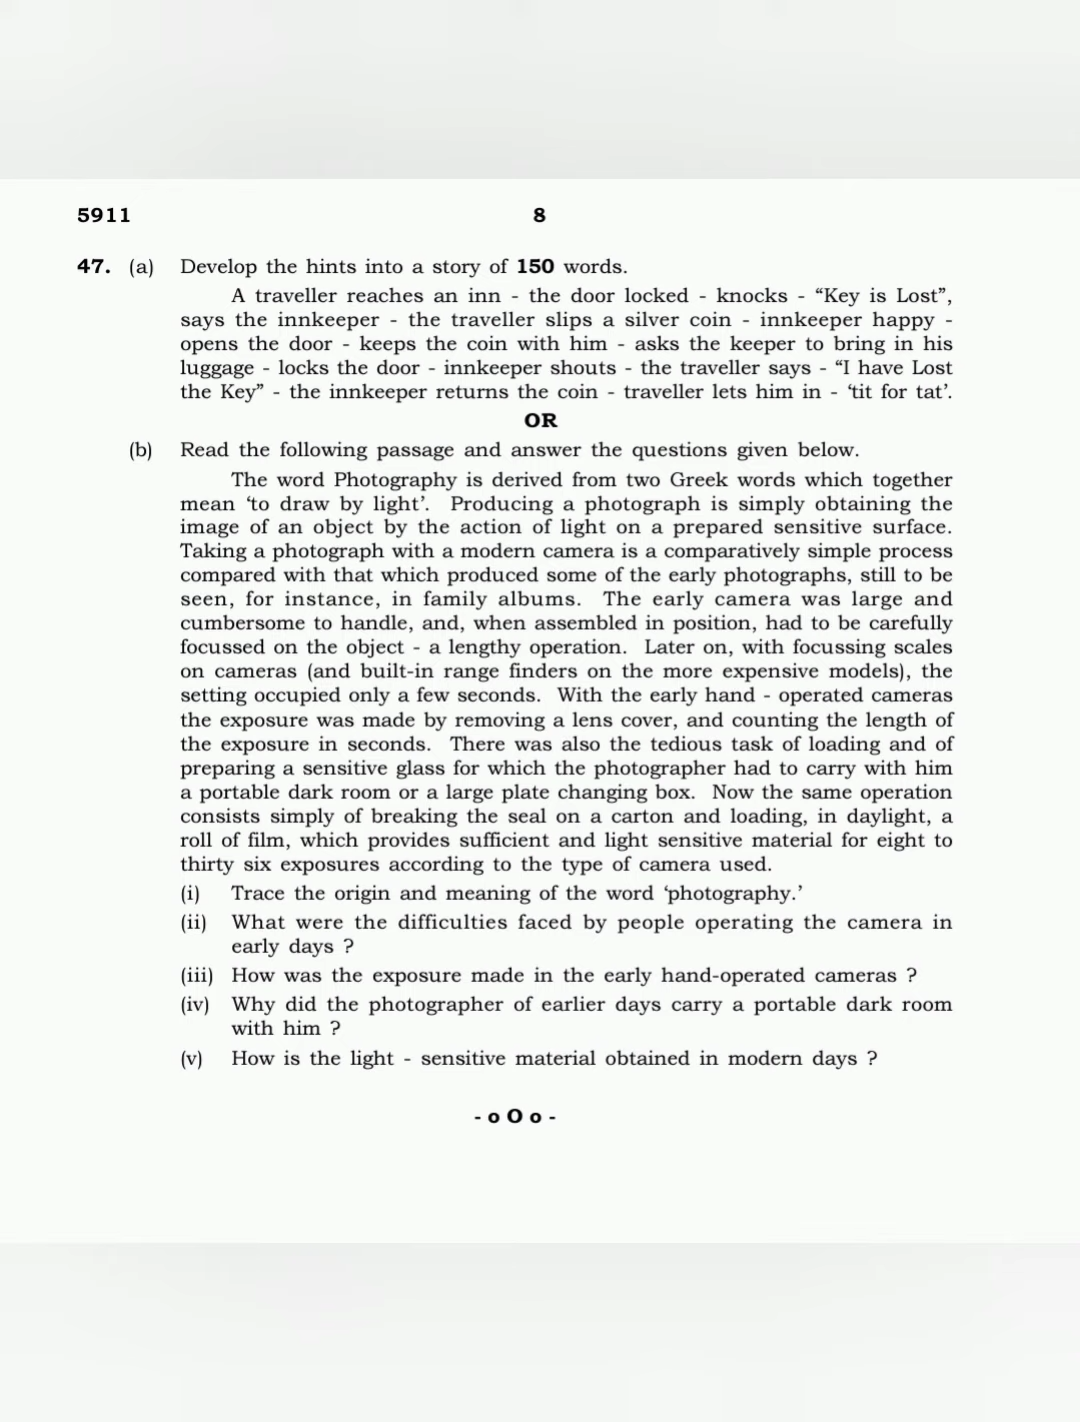 5911 8
47. (a) Develop the hints into a story of 150 words.
A traveller reaches an inn - the door locked - knocks - “Key is Lost”,
says the innkeeper - the traveller slips a silver coin - innkeeper happy -
opens the door - keeps the coin with him - asks the keeper to bring in his
luggage - locks the door - innkeeper shouts - the traveller says - “I have Lost
the Key” - the innkeeper returns the coin - traveller lets him in - ‘tit for tat’.
OR
(b) Read the following passage and answer the questions given below.
The word Photography is derived from two Greek words which together
mean ‘to draw by light’. Producing a photograph is simply obtaining the
image of an object by the action of light on a prepared sensitive surface.
Taking a photograph with a modern camera is a comparatively simple process
compared with that which produced some of the early photographs, still to be
seen, for instance, in family albums. The early camera was large and
cumbersome to handle, and, when assembled in position, had to be carefully
focussed on the object - a lengthy operation. Later on, with focussing scales
on cameras (and built-in range finders on the more expensive models), the
setting occupied only a few seconds. With the early hand - operated cameras
the exposure was made by removing a lens cover, and counting the length of
the exposure in seconds. There was also the tedious task of loading and of
preparing a sensitive glass for which the photographer had to carry with him
a portable dark room or a large plate changing box. Now the same operation
consists simply of breaking the seal on a carton and loading, in daylight, a
roll of film, which provides sufficient and light sensitive material for eight to
thirty six exposures according to the type of camera used.
(i) Trace the origin and meaning of the word ‘photography.’
(ii) What were the difficulties faced by people operating the camera in
early days ?
(iii) How was the exposure made in the early hand-operated cameras ?
(iv) Why did the photographer of earlier days carry a portable dark room
with him ?
(v) How is the light - sensitive material obtained in modern days ?
- o O o -